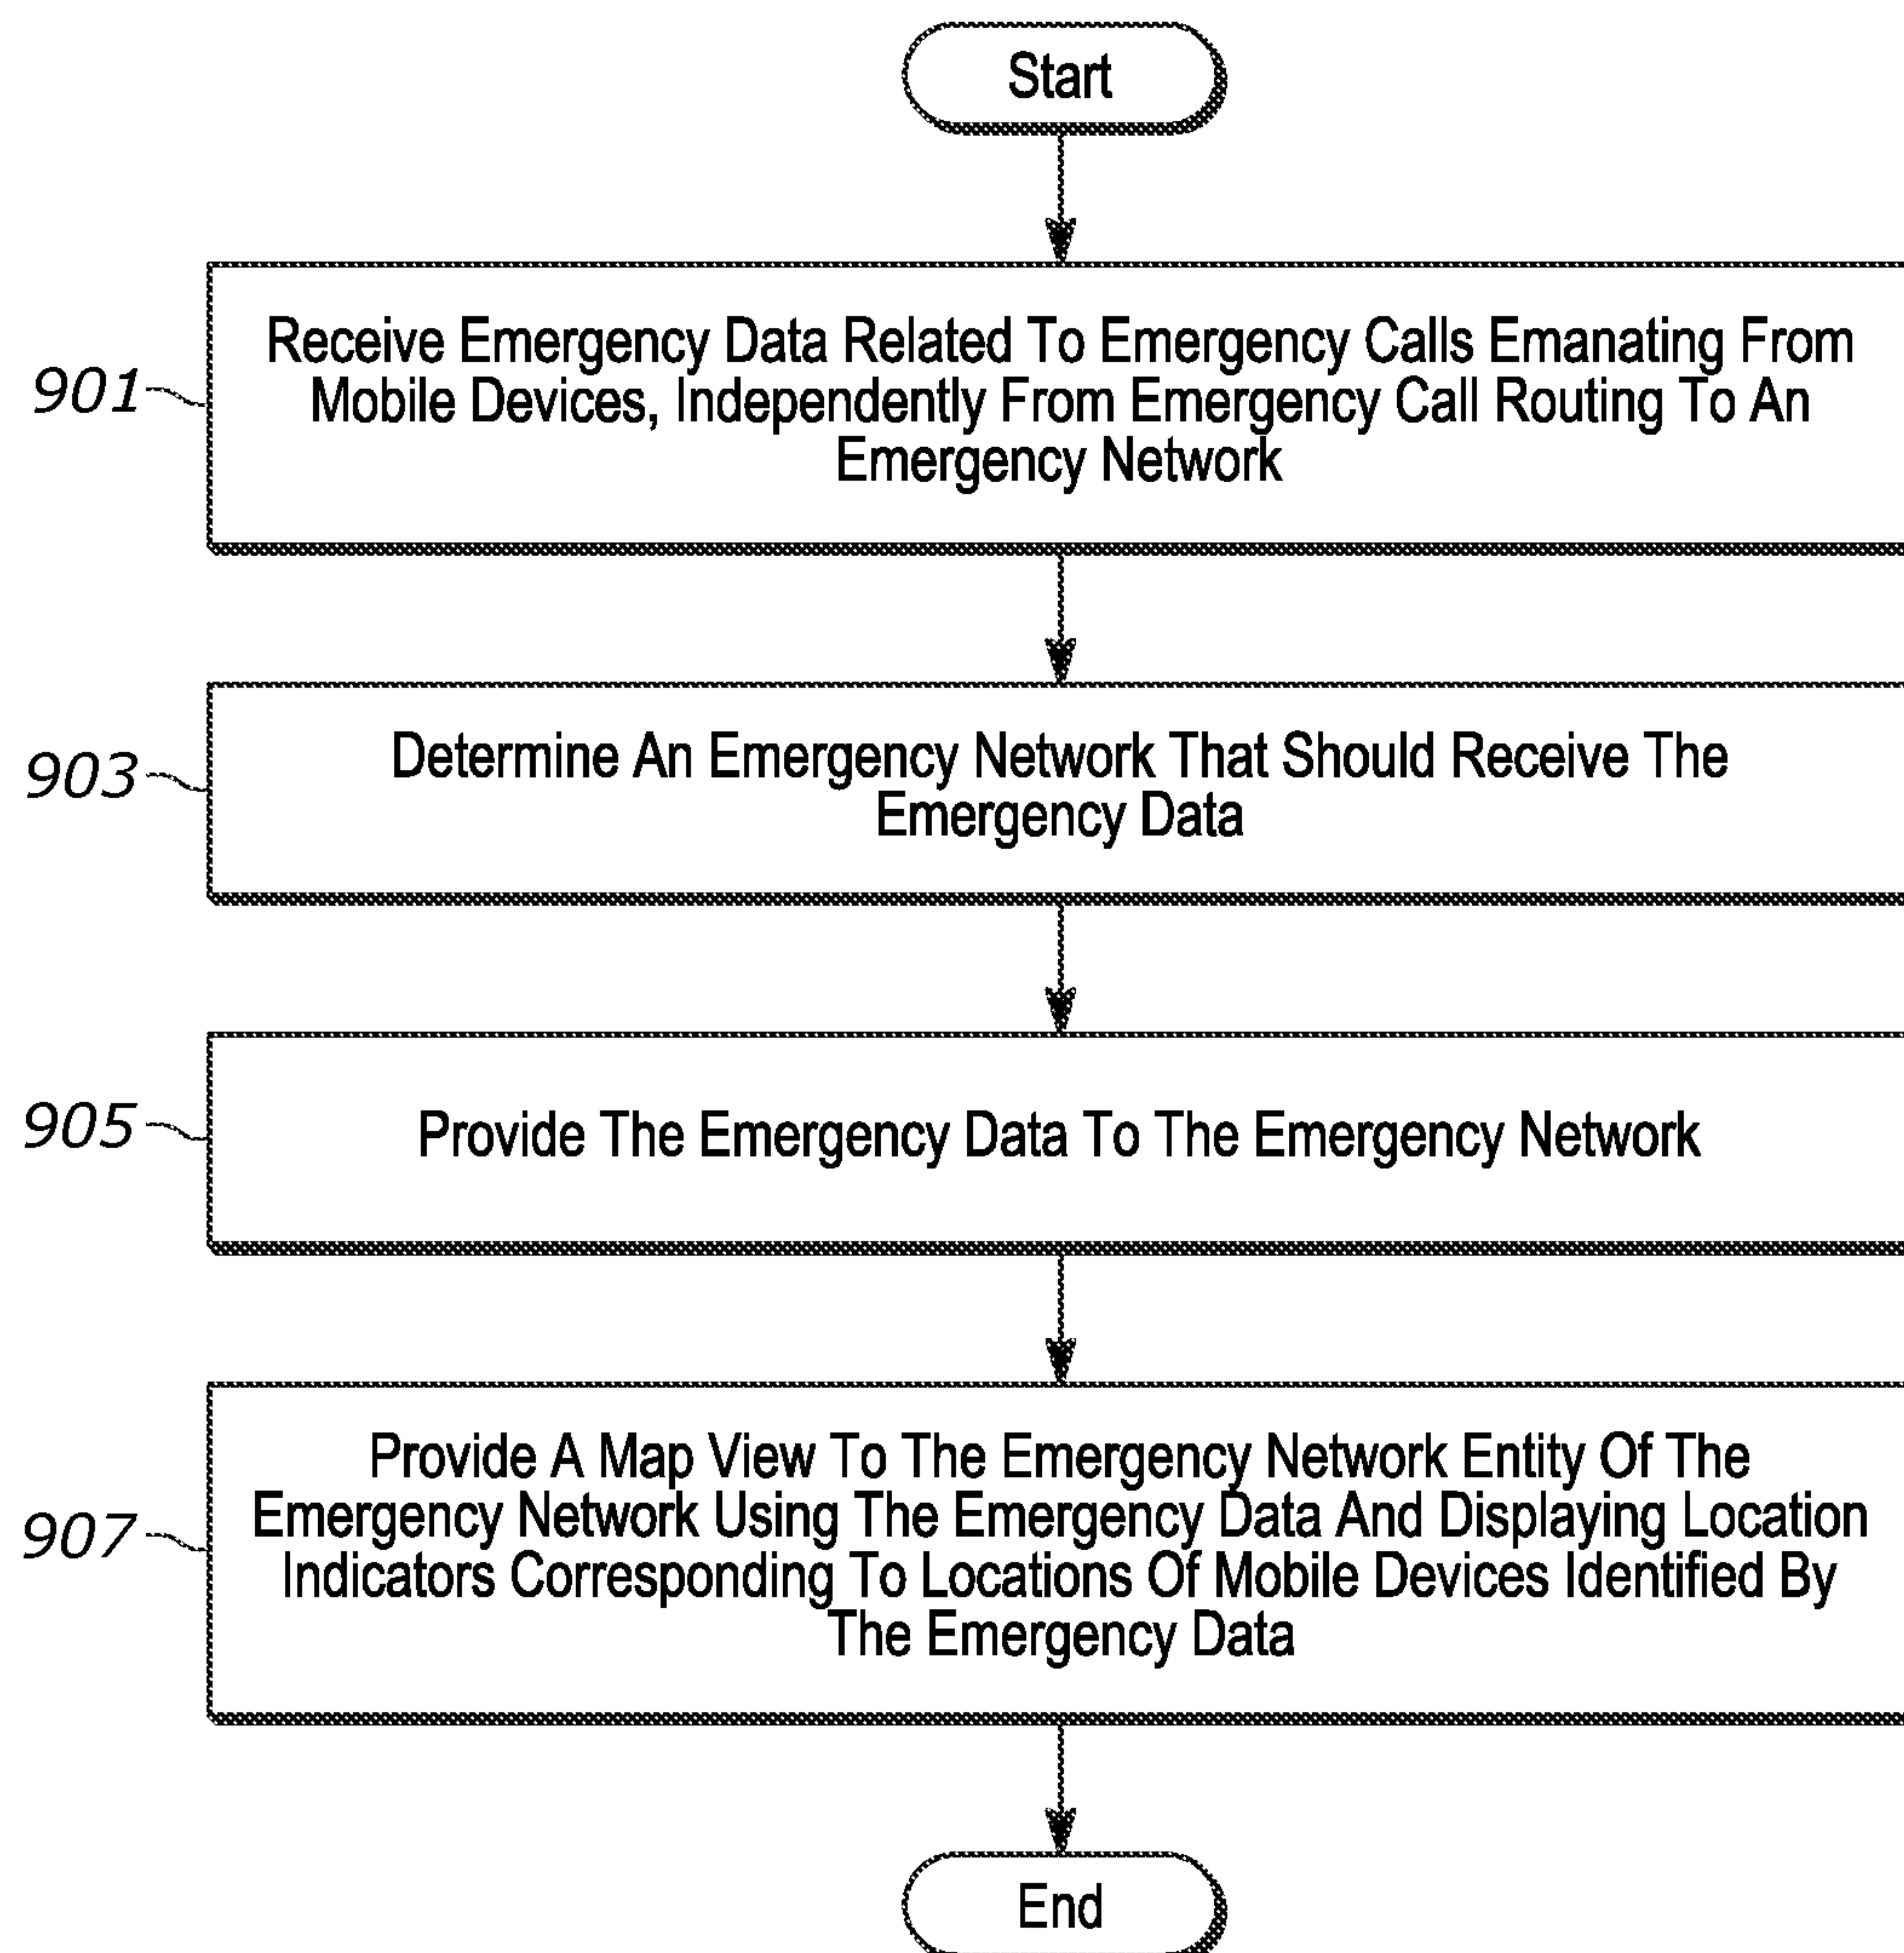 Start
901
Receive Emergency Data Related To Emergency Calls Emanating From
Mobile Devices, Independently From Emergency Call Routing To An
Emergency Network
903
Determine An Emergency Network That Should Receive The
Emergency Data
905
Provide The Emergency Data To The Emergency Network
907
Provide A Map View To The Emergency Network Entity Of The
Emergency Network Using The Emergency Data And Displaying Location
Indicators Corresponding To Locations Of Mobile Devices Identified By
The Emergency Data
End